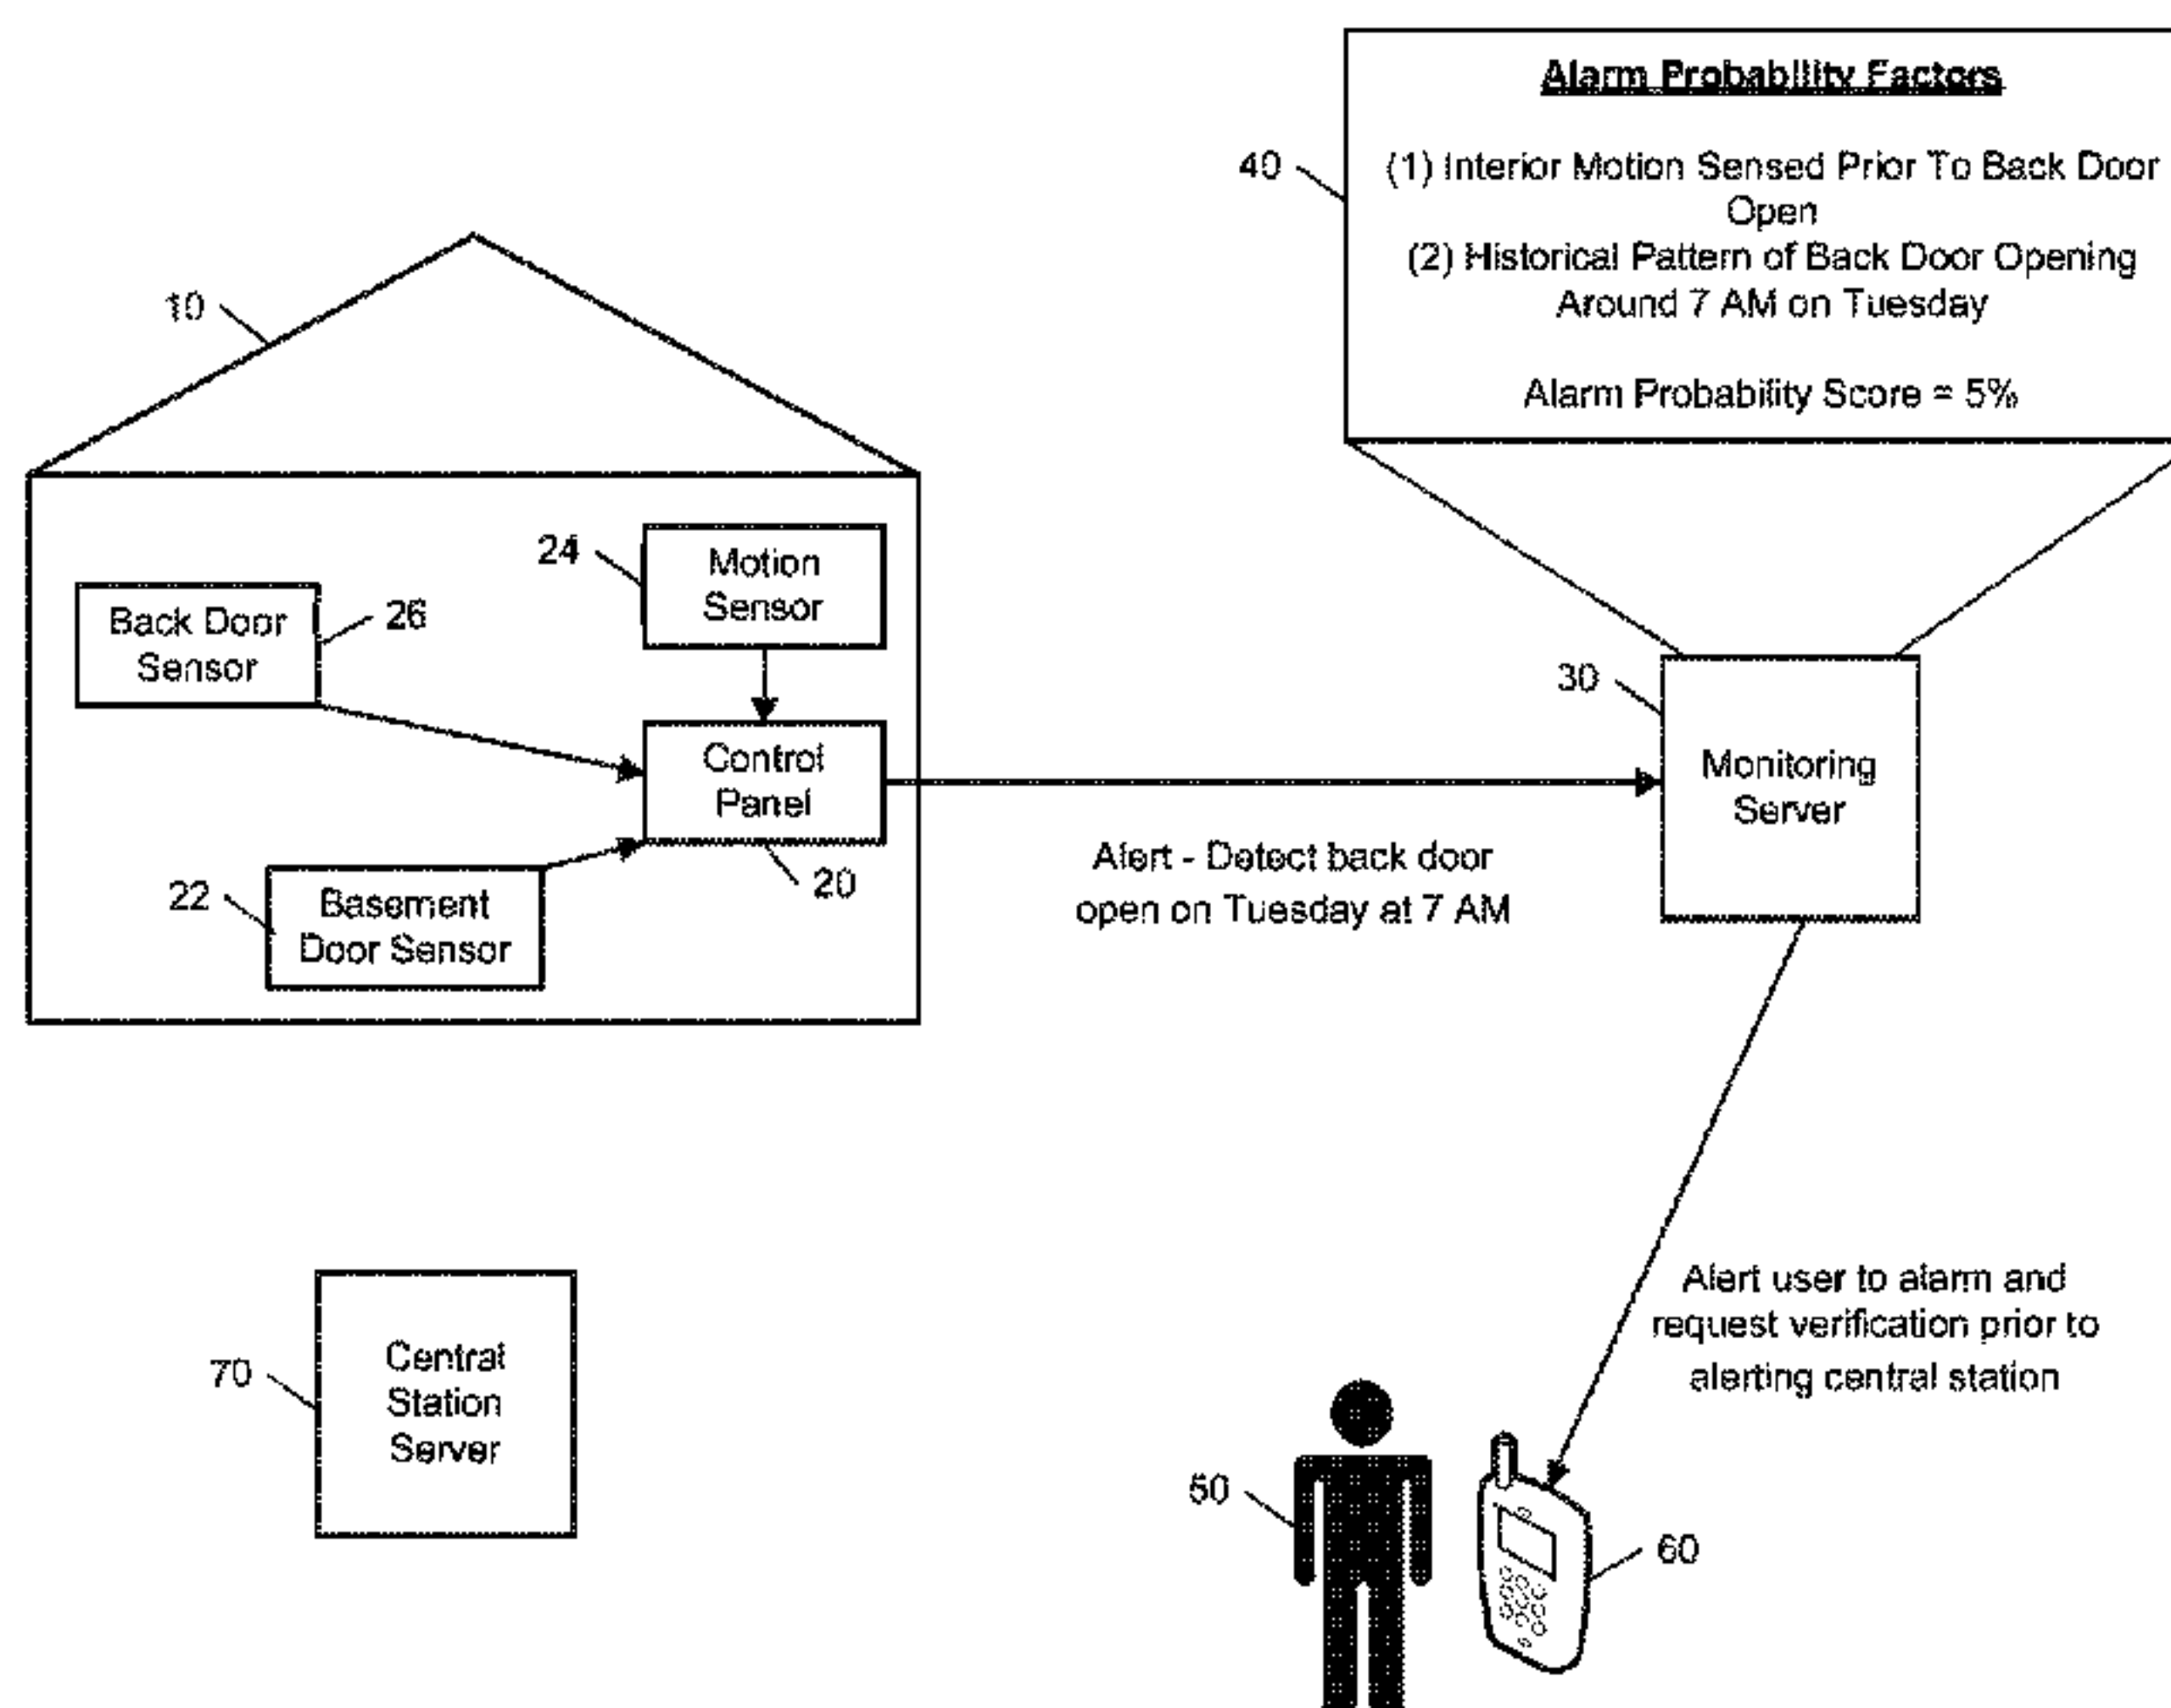 Alarm Probability Factors
40
(1) Interior Motion Sensed Prior To Back Door
Open
(2) Historical Pattern of Back Door Opening
Around 7 AM on Tuesday
Alarm Probability Score = 5%
10
24
Motion
Sensor
Back Door
Sensor
26
Control
Panel
20
22
Basement
Door Sensor
Alert - Detect back door
open on Tuesday at 7 AM
30
Monitoring
Server
Alert user to alarm and
request verification prior to
alerting central station
70
Central
Station
Server
50
60